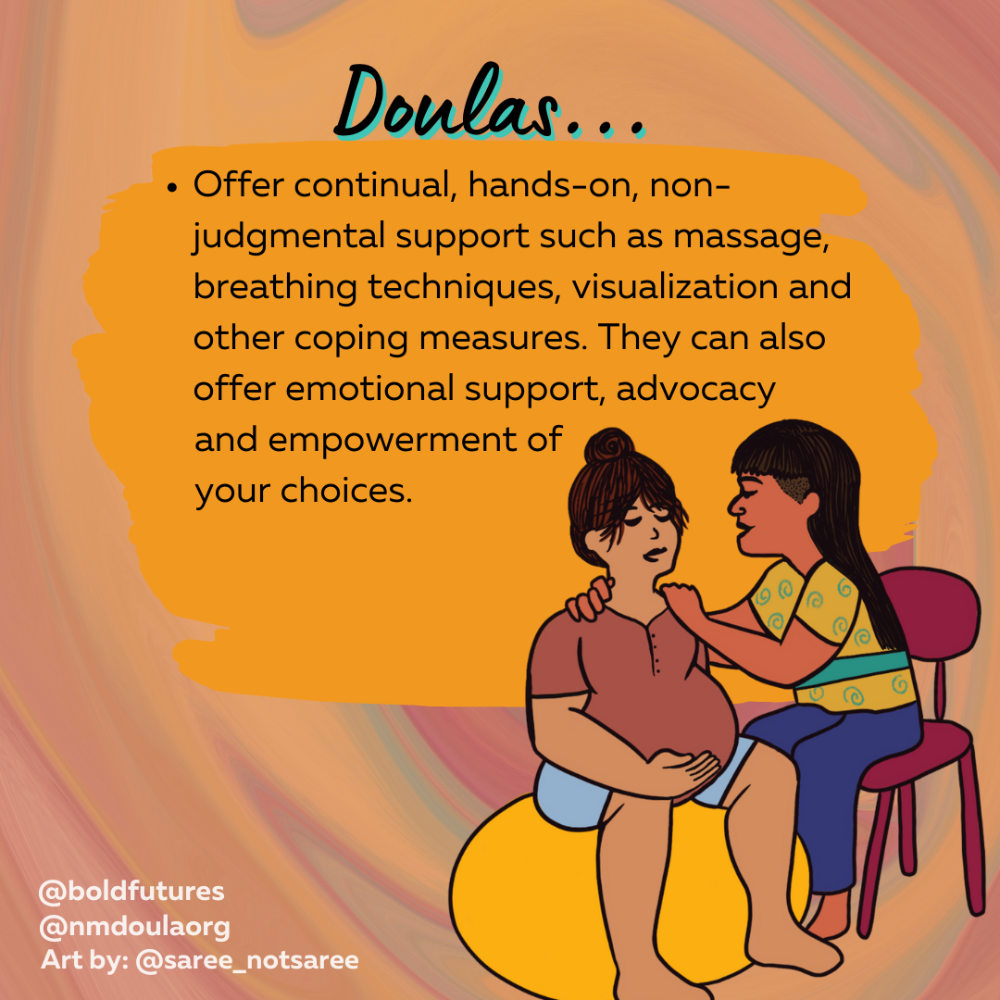 Doulas...
• Offer continual, hands-on, non-
judgmental support such as massage,
breathing techniques, visualization and
other coping measures. They can also
offer emotional support, advocacy
and empowerment of
your choices.
@boldfutures
@nmdoulaorg
Art by: @saree_notsaree